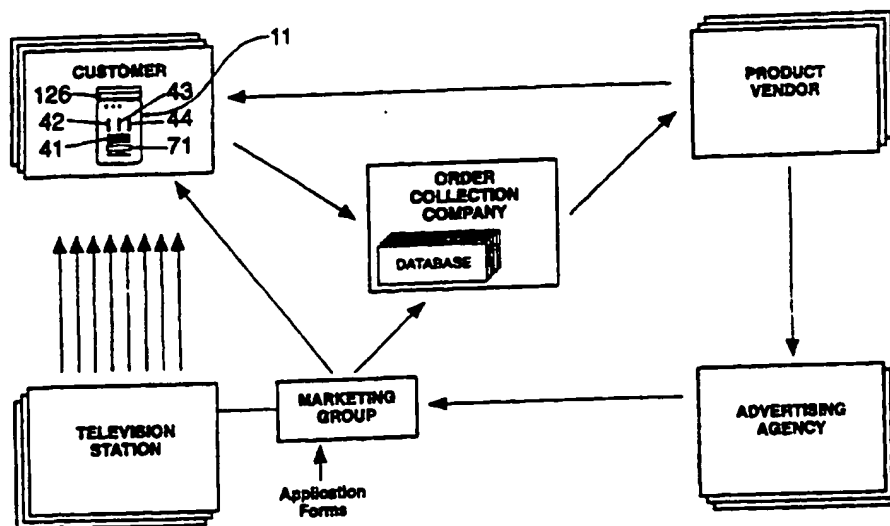 11
CUSTOMER
126
43
42
44
41
71
PRODUCT
VENDOR
ORDER
COLLECTION
COMPANY
DATABASE
TELEVISION
STATION
MARKETING
GROUP
ADVERTISING
AGENCY
Application
Forms